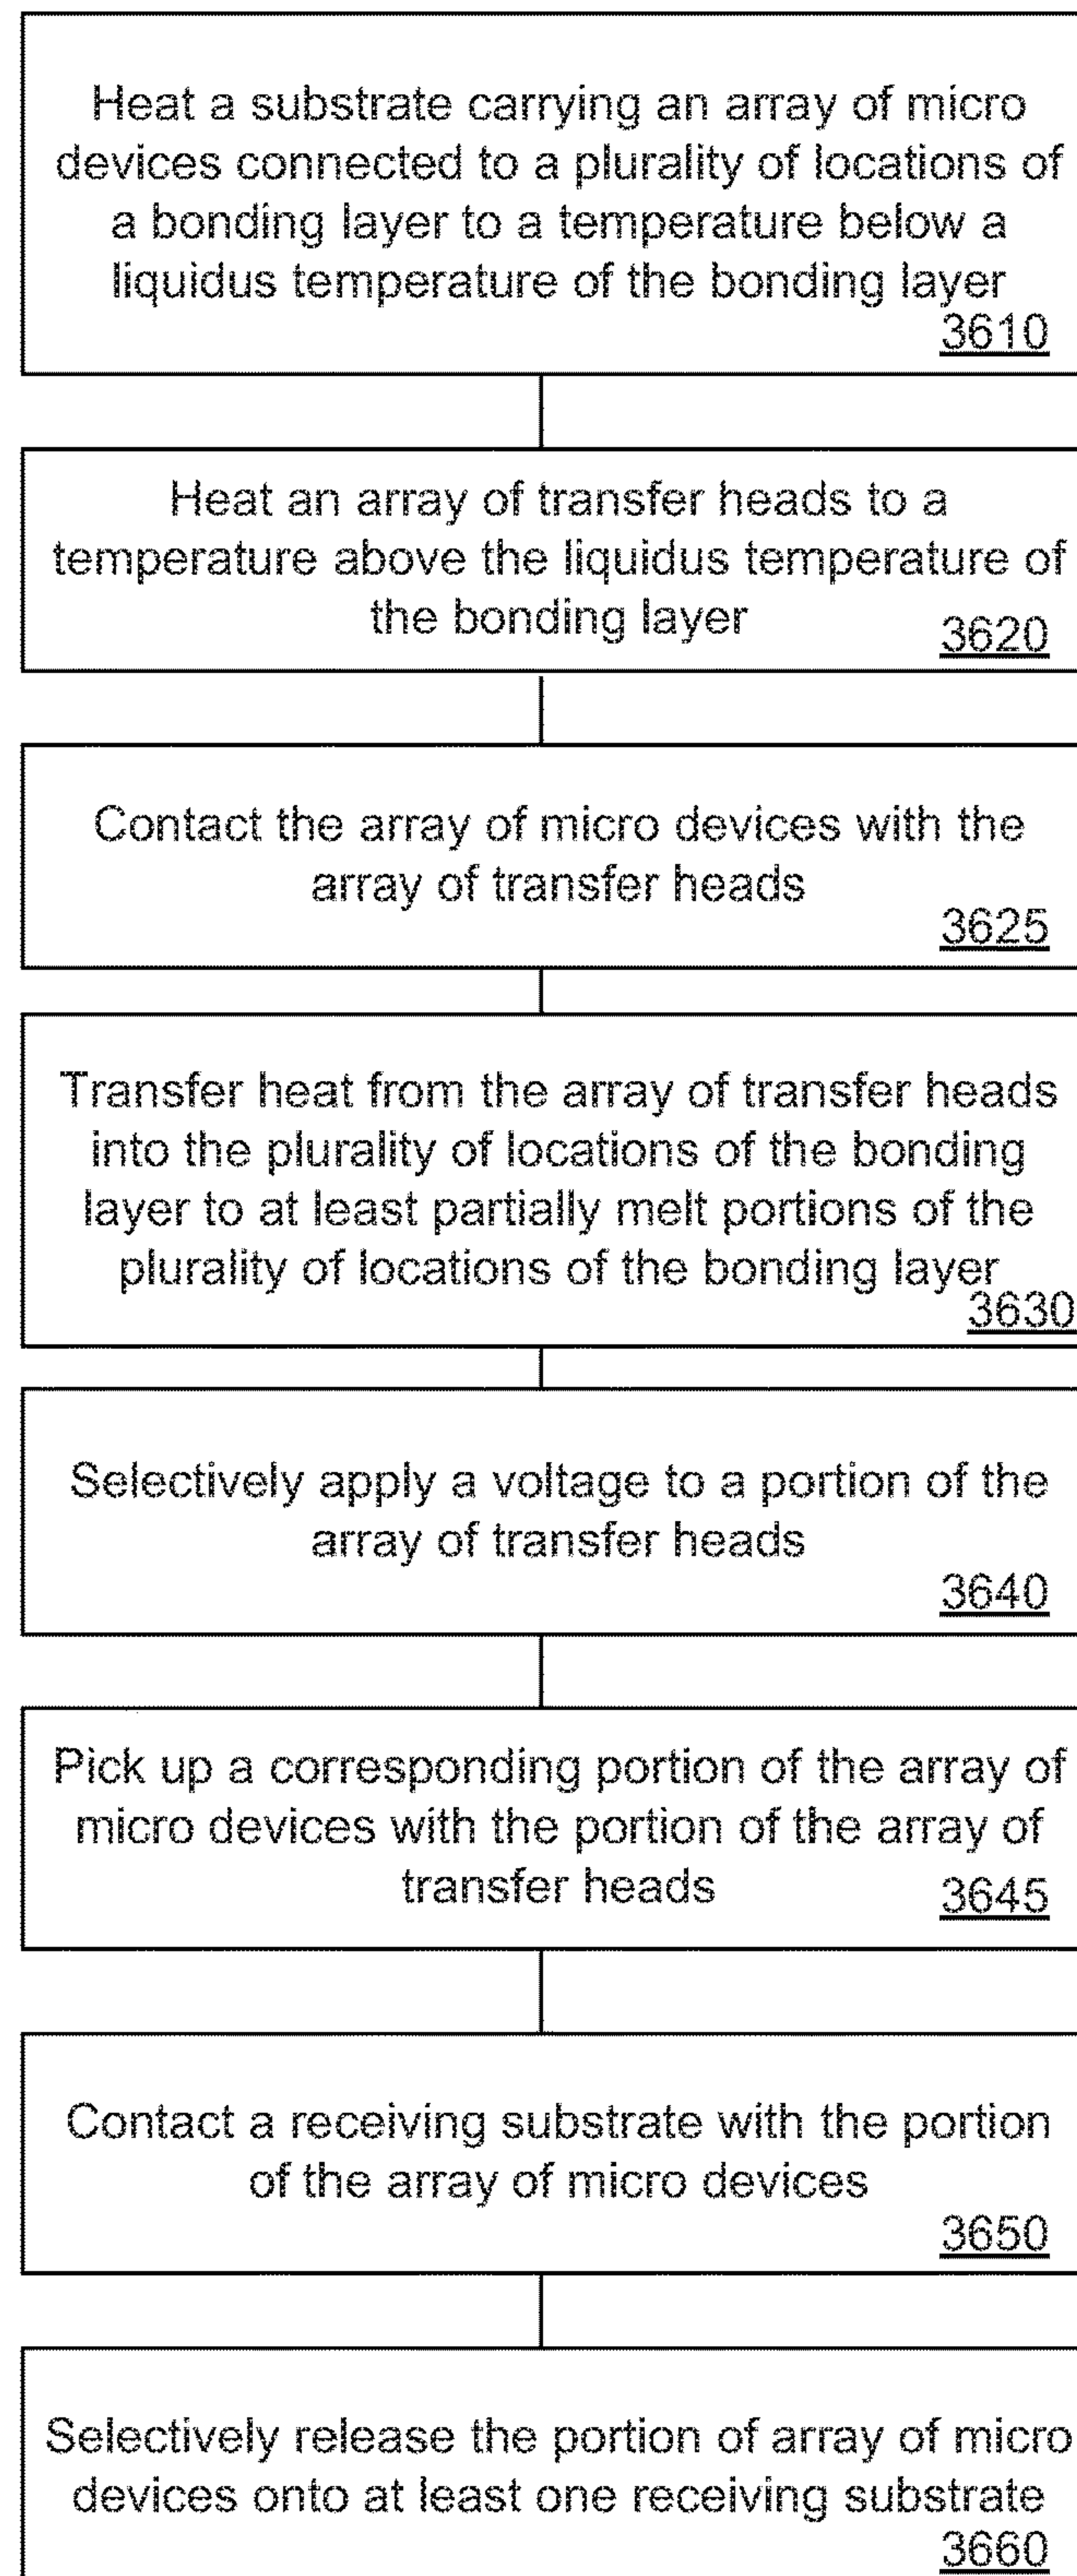 Heat a substrate carrying an array of micro
devices connected to a plurality of locations of
a bonding layer to a temperature below a
liquidus temperature of the bonding layer
3610
Heat an array of transfer heads to a
temperature above the liquidus temperature of
the bonding layer
3620
Contact the array of micro devices with the
array of transfer heads
3625
Transfer heat from the array of transfer heads
into the plurality of locations of the bonding
layer to at least partially melt portions of the
plurality of locations of the bonding layer
3630
Selectively apply a voltage to a portion of the
array of transfer heads
3640
Pick up a corresponding portion of the array of
micro devices with the portion of the array of
transfer heads
3645
Contact a receiving substrate with the portion
of the array of micro devices
3650
Selectively release the portion of array of micro
devices onto at least one receiving substrate
3660